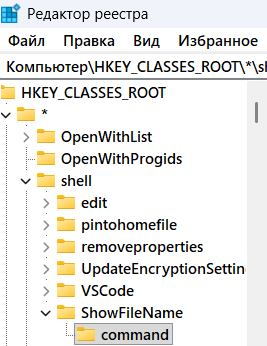 Редактор реестра
Файл Правка Вид Избранное
Компьютер\HKEY_CLASSES_ROOT\*\sh
HKEY_CLASSES_ROOT
*
OpenWithList
OpenWithProgids
shell
edit
pintohomefile
removeproperties
UpdateEncryptionSettin
VSCode
ShowFileName
command